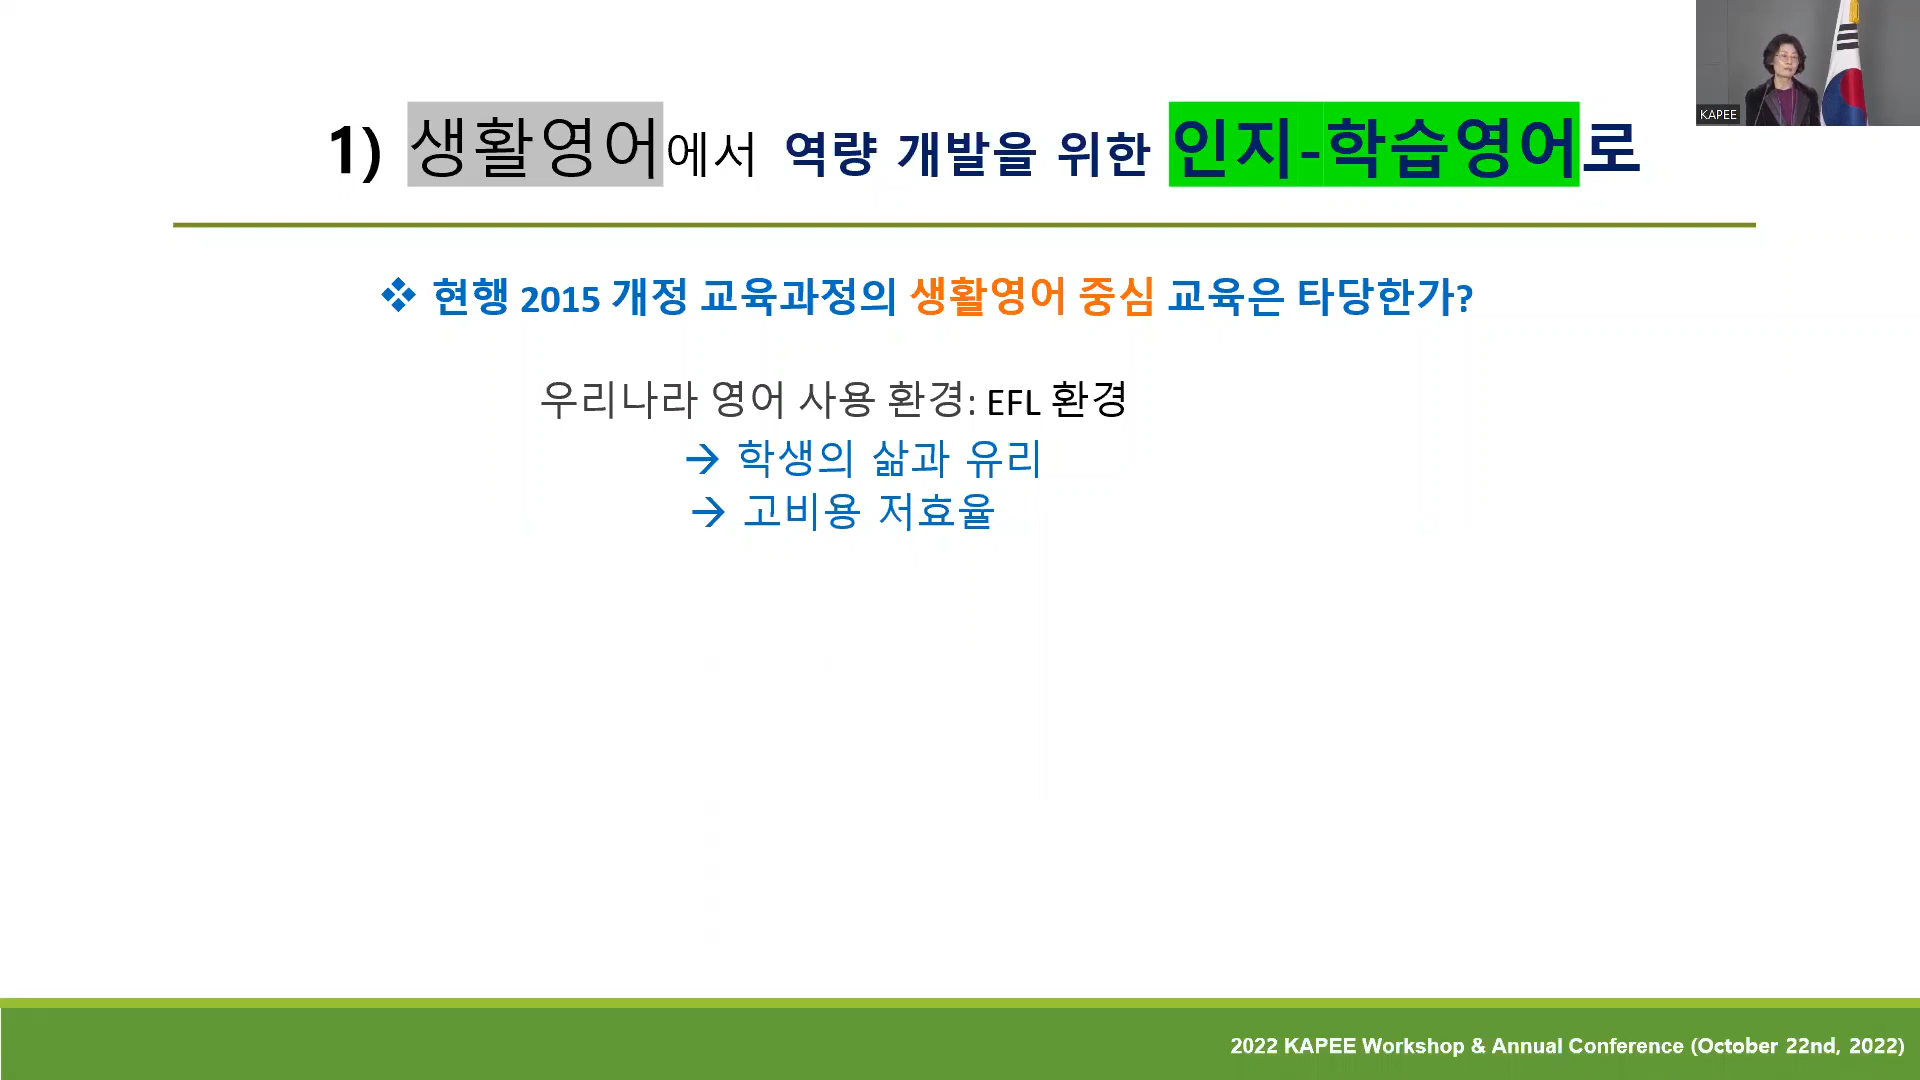 KAPEE
1) 생활영어에서 역량 개발을 위한 인지-학습영어로
❖ 현행 2015 개정 교육과정의 생활영어 중심 교육은 타당한가?
우리나라 영어 사용 환경: EFL 환경
→ 학생의 삶과 유리
→ 고비용 저효율
2022 KAPEE Workshop & Annual Conference (October 22nd, 2022)